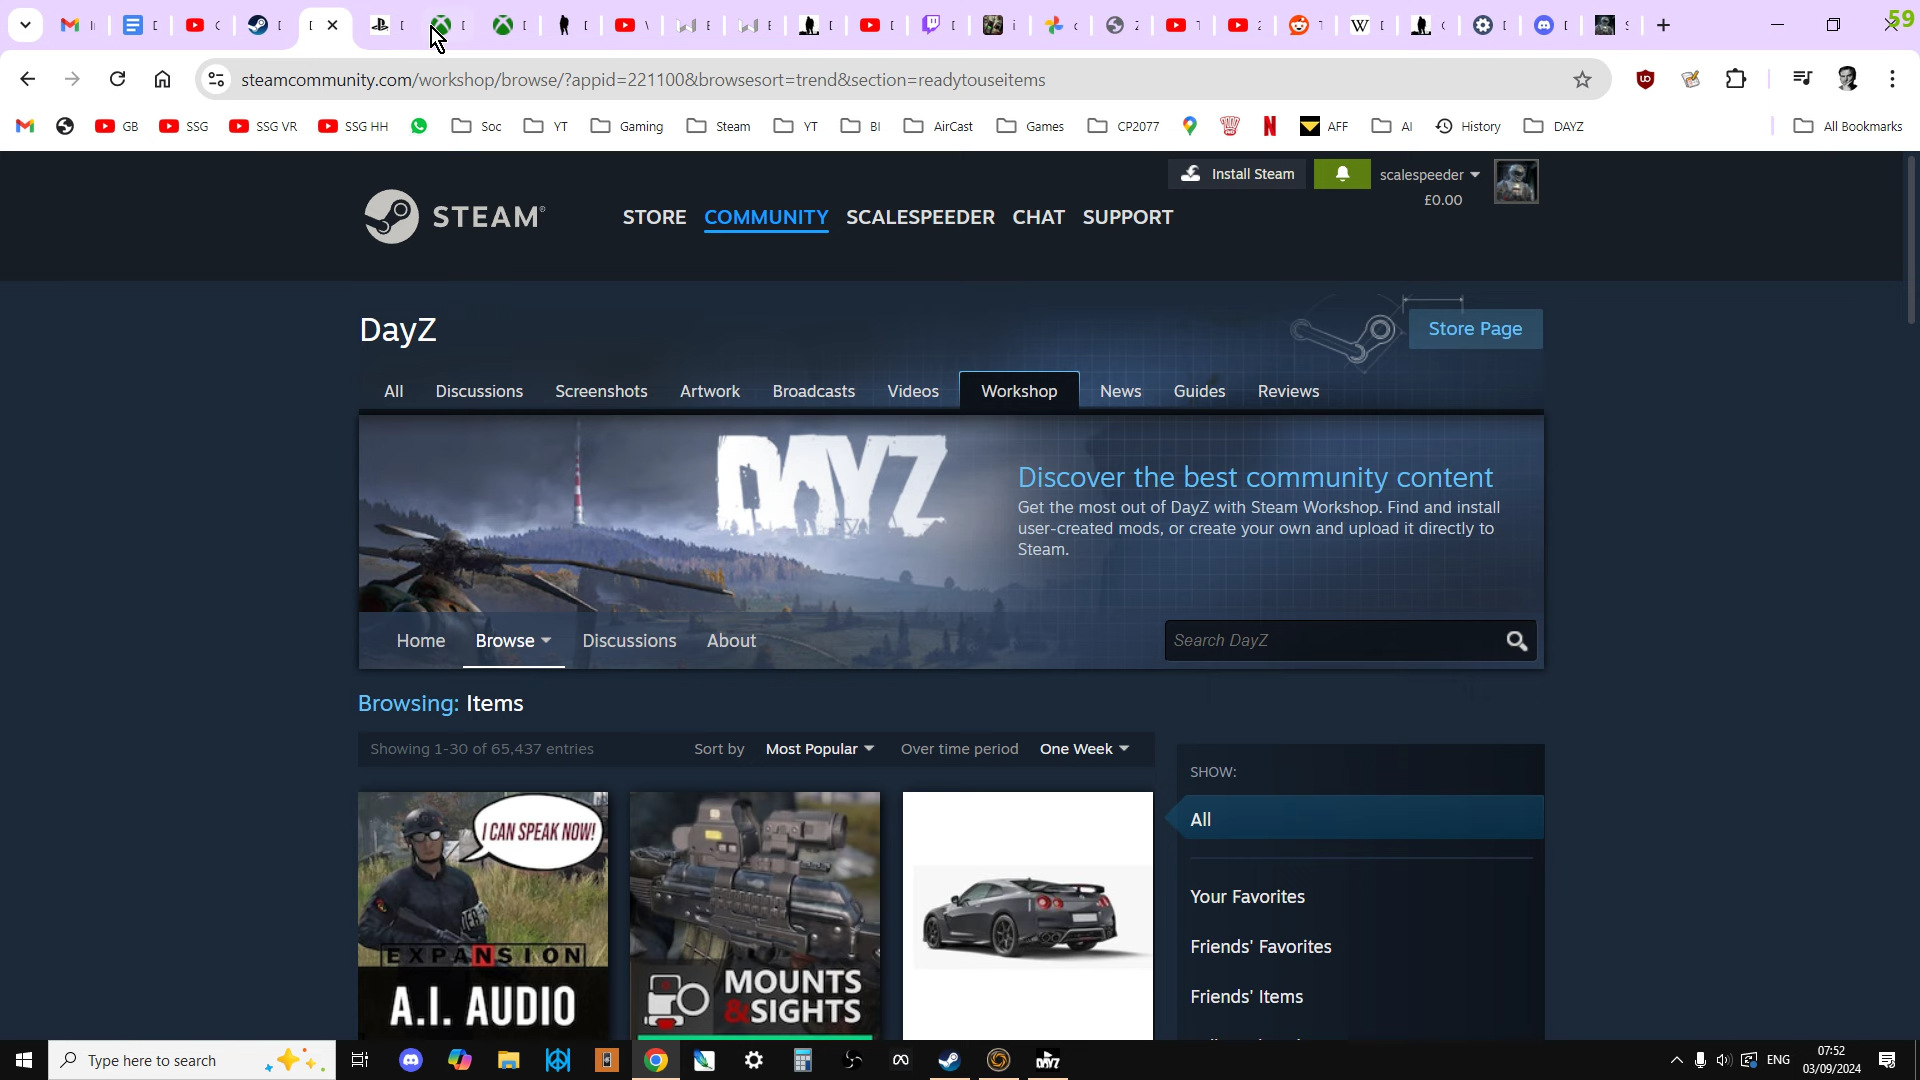 59
steamcommunity.com/workshop/browse/?appid=221100&browsesort=trend&section=readytouseitems
GB
SSG
SSG VR
SSG HH
Soc
YT
Gaming
Steam
YT
BI
AirCast
Games
CP2077
AFF
AI
History
DAYZ
All Bookmarks
Install Steam
scalespeeder
£0.00
STEAM
STORE COMMUNITY SCALESPEEDER CHAT SUPPORT
DayZ
Store Page
All Discussions Screenshots Artwork Broadcasts Videos Workshop News Guides Reviews
DAYZ
Discover the best community content
Get the most out of DayZ with Steam Workshop. Find and install
user-created mods, or create your own and upload it directly to
Steam.
Home Browse Discussions About
Search DayZ
Browsing: Items
Showing 1-30 of 65,437 entries
Sort by Most Popular
Over time period One Week
SHOW:
All
Your Favorites
Friends' Favorites
Friends' Items
I CAN SPEAK NOW!
EXPANSION
A.I. AUDIO
MOUNTS
& SIGHTS
Type here to search
DAYZ
ENG
07:52
03/09/2024